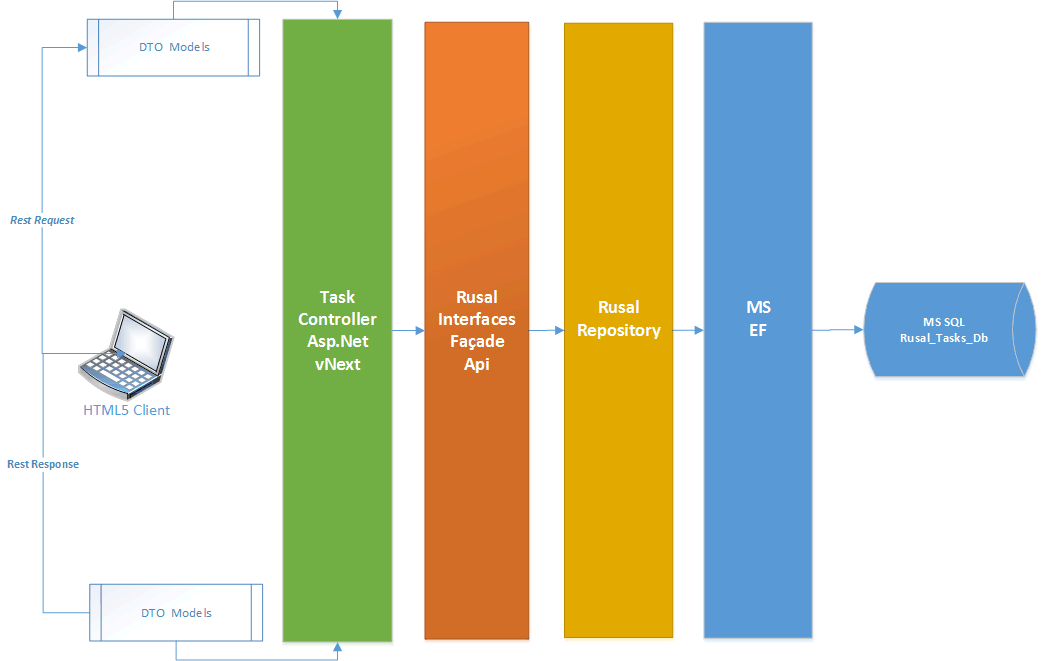 DTO Models
Rest Request
HTML5 Client
Rest Response
DTO Models
Task
Controller
Asp.Net
vNext
Rusal
Interfaces
Façade
Api
Rusal
Repository
MS
EF
MS SQL
Rusal_Tasks_Db